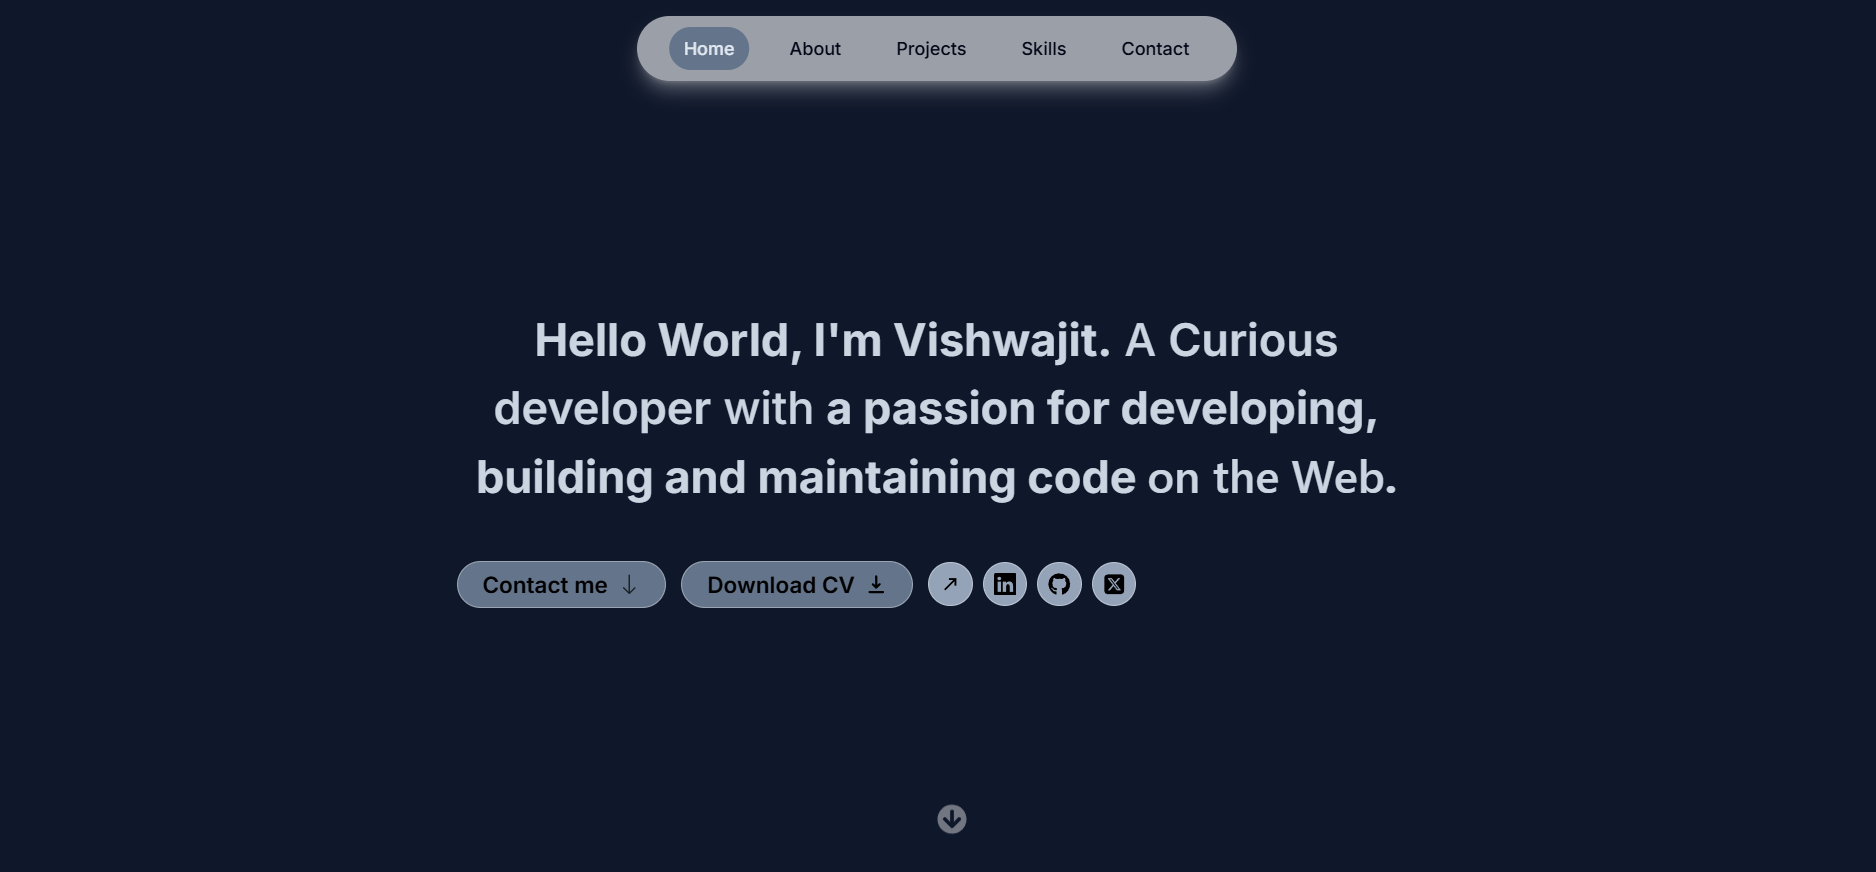 Home About Projects Skills Contact
Hello World, I'm Vishwajit. A Curious
developer with a passion for developing,
building and maintaining code on the Web.
Contact me Download CV